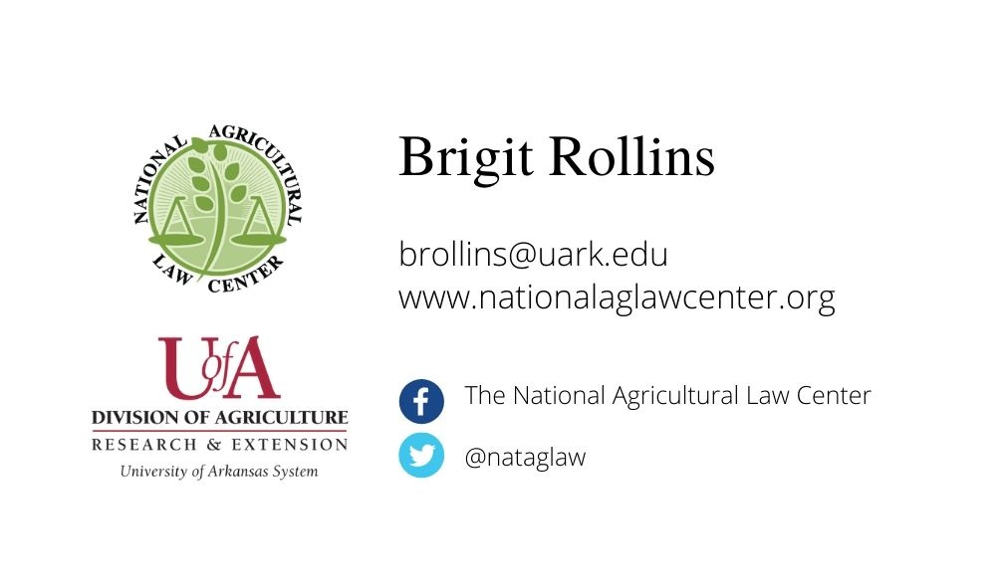 NATIONAL AGRICULTURAL
LAW CENTER
UofA
DIVISION OF AGRICULTURE
RESEARCH & EXTENSION
University of Arkansas System
Brigit Rollins
brollins@uark.edu
www.nationalaglawcenter.org
The National Agricultural Law Center
@nataglaw